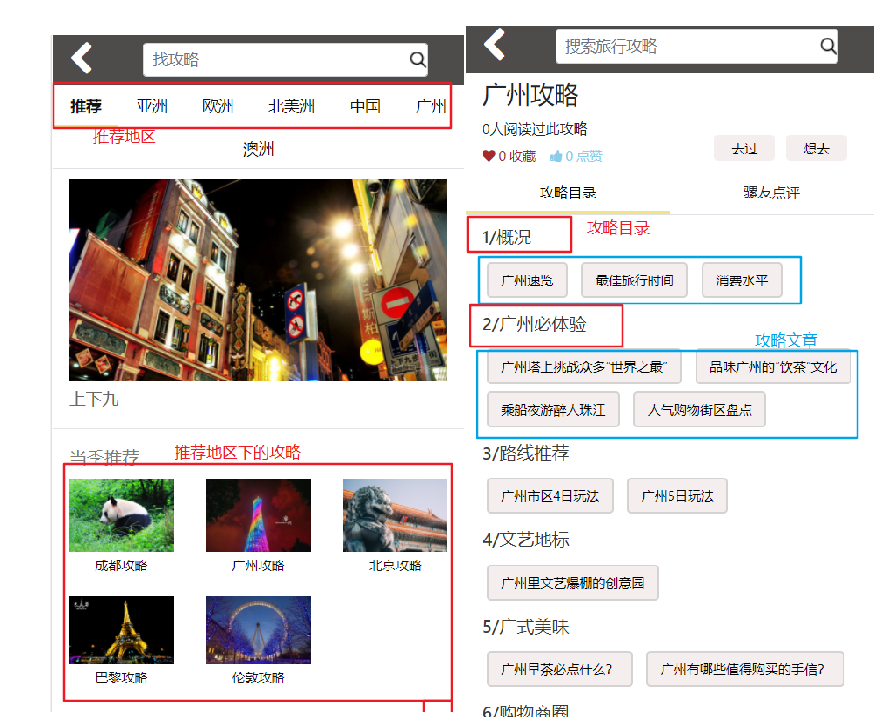 找攻略
推荐 亚洲 欧洲 北美洲 中国 广州
推荐地区
澳洲
上下九
当季推荐
推荐地区下的攻略
成都攻略 广州攻略 北京攻略
巴黎攻略 伦敦攻略
搜索旅行攻略
广州攻略
0人阅读过此攻略
0 收藏 0 点赞 去过 想去
攻略目录 骡友点评
1/概况
攻略目录
广州速览 最佳旅行时间 消费水平
2/广州必体验
攻略文章
广州塔上挑战众多"世界之最" 品味广州的"饮茶"文化
乘船夜游醉人珠江 人气购物街区盘点
3/路线推荐
广州市区4日玩法 广州5日玩法
4/文艺地标
广州里文艺爆棚的创意园
5/广式美味
广州早茶必点什么? 广州有哪些值得购买的手信?
6/购物商圈